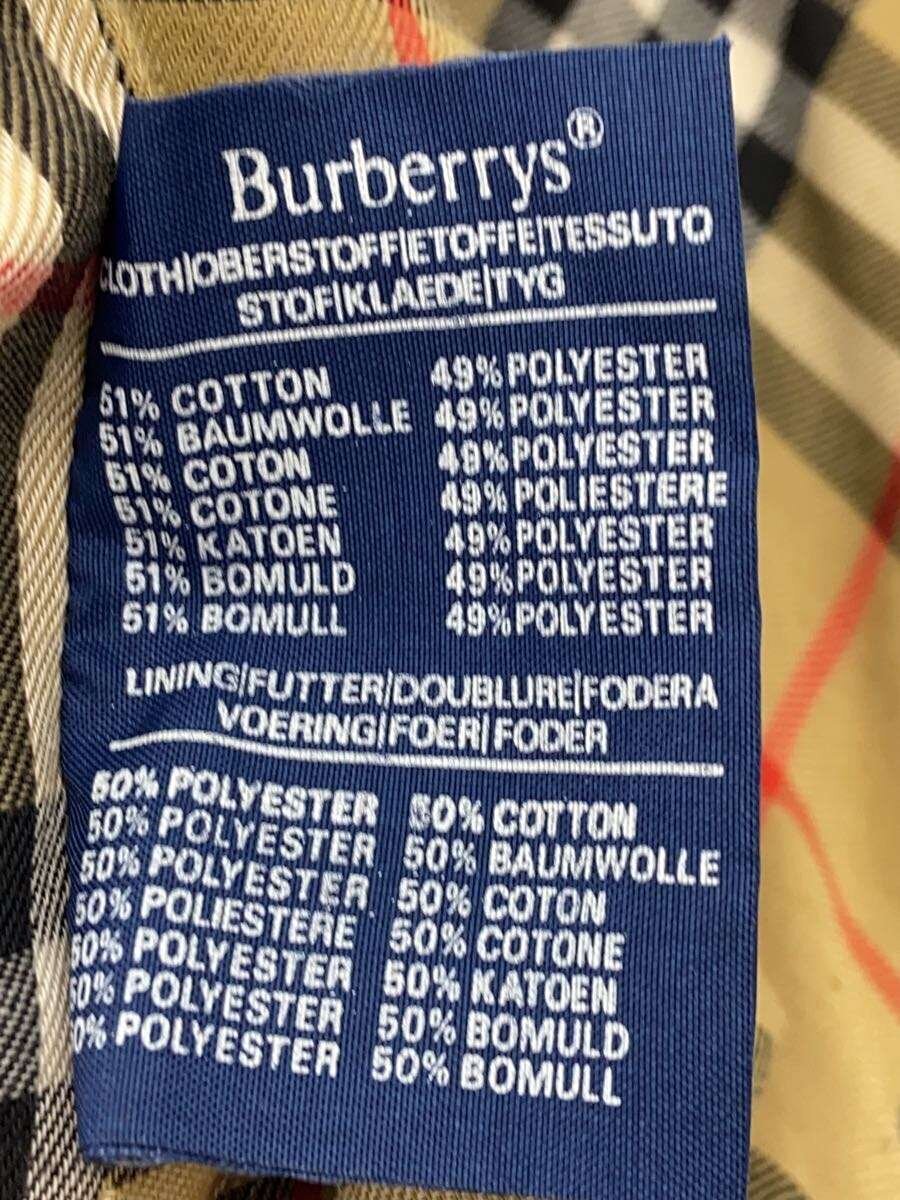 Burberrys®
CLOTH|OBERSTOFF|ETOFFE|TESSUTO
STOF|KLAEDE|TYG
51% COTTON 49% POLYESTER
51% BAUMWOLLE 49% POLYESTER
51% COTON 49% POLYESTER
51% COTONE 49% POLIESTERE
51% KATOEN 49% POLYESTER
51% BOMULD 49% POLYESTER
51% BOMULL 49% POLYESTER
LINING|FUTTER|DOUBLURE|FODERA
VOERING|FOER|FODER
50% POLYESTER 50% COTTON
50% POLYESTER 50% BAUMWOLLE
50% POLYESTER 50% COTON
50% POLIESTERE 50% COTONE
50% POLYESTER 50% KATOEN
50% POLYESTER 50% BOMULD
0% POLYESTER 50% BOMULL